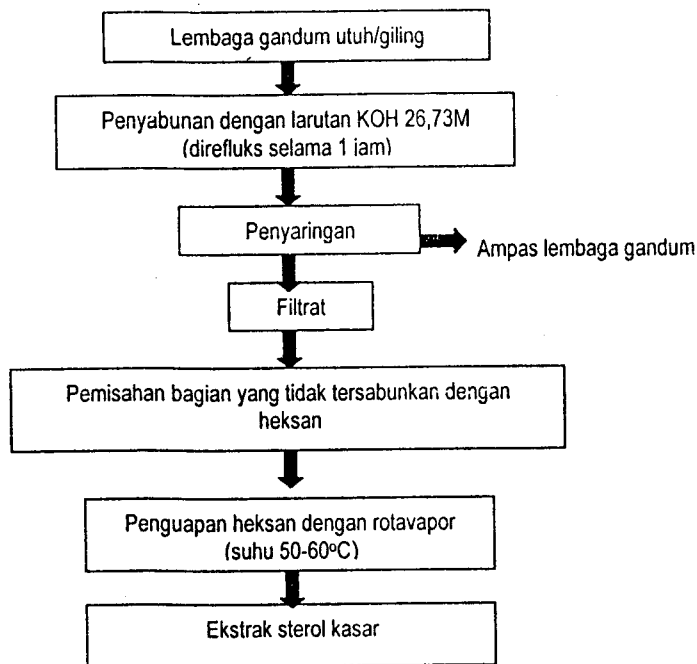 Lembaga gandum utuh/giling
Penyabunan dengan larutan KOH 26,73M
(direfluks selama 1 jam)
Penyaringan
Ampas lembaga gandum
Filtrat
Pemisahan bagian yang tidak tersabunkan dengan
heksan
Penguapan heksan dengan rotavapor
(suhu 50-60ºC)
Ekstrak sterol kasar